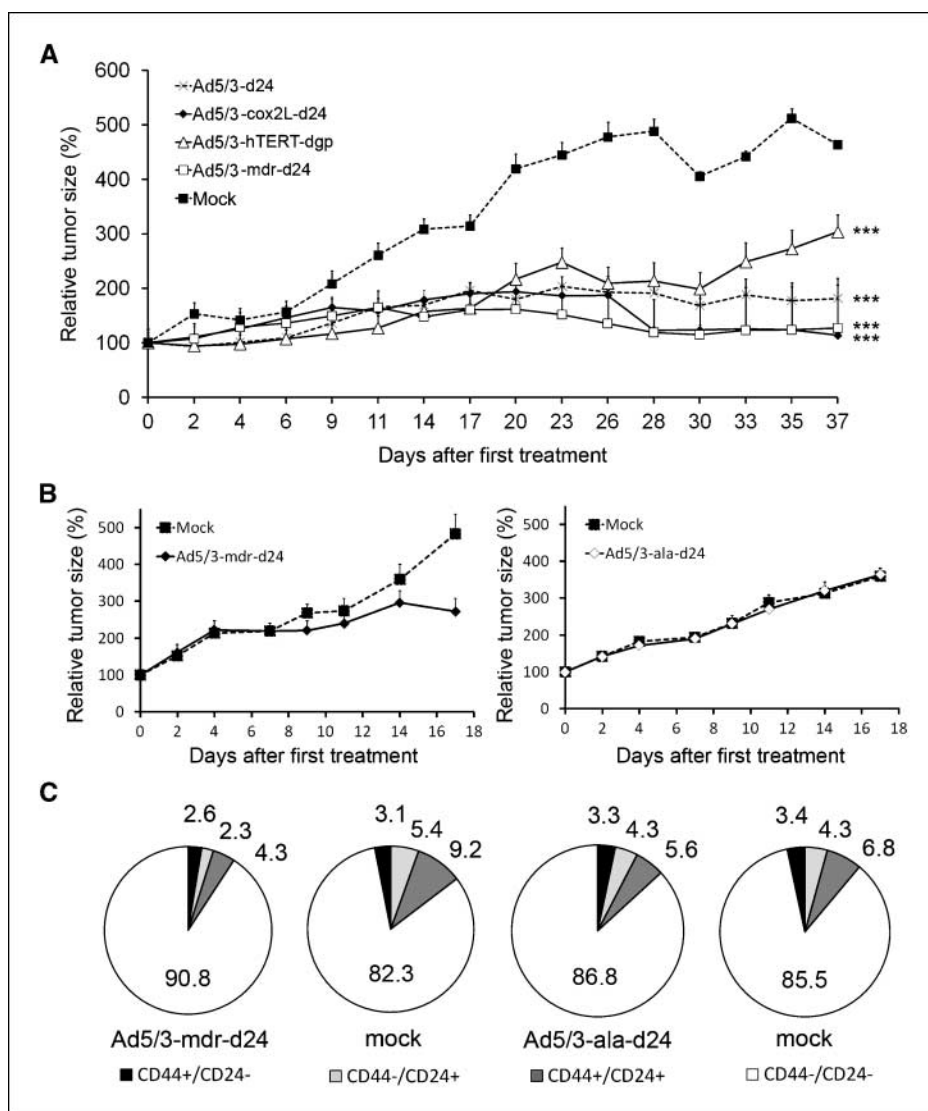 A
600
500
400
300
200
100
0
Relative tumor size (%)
Ad5/3-d24
Ad5/3-cox2L-d24
Ad5/3-hTERT-dgp
Ad5/3-mdr-d24
Mock
***
***
***
***
0 2 4 6 9 11 14 17 20 23 26 28 30 33 35 37
Days after first treatment
B
500
400
300
200
100
0
Relative tumor size (%)
Mock
Ad5/3-mdr-d24
0 2 4 6 8 10 12 14 16 18
Days after first treatment
500
400
300
200
100
0
Relative tumor size (%)
Mock
Ad5/3-ala-d24
0 2 4 6 8 10 12 14 16 18
Days after first treatment
C
2.6 2.3 4.3
90.8
Ad5/3-mdr-d24
3.1 5.4 9.2
82.3
mock
3.3 4.3 5.6
86.8
Ad5/3-ala-d24
3.4 4.3 6.8
85.5
mock
CD44+/CD24- CD44-/CD24+ CD44+/CD24+ CD44-/CD24-